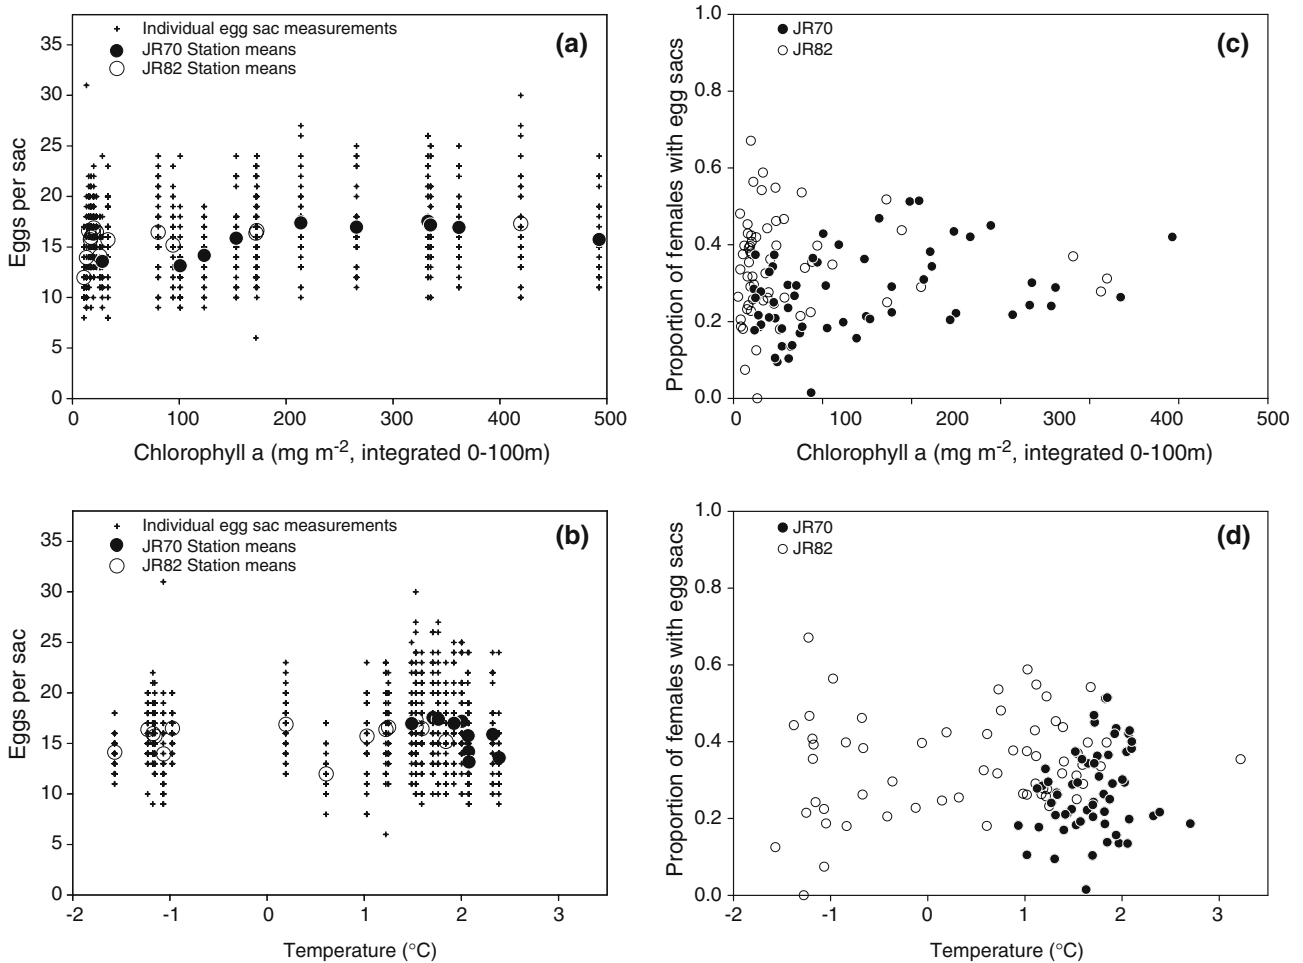 (a)
Individual egg sac measurements
JR70 Station means
JR82 Station means
Eggs per sac
35
30
25
20
15
10
5
0
0 100 200 300 400 500
Chlorophyll a (mg m-2, integrated 0-100m)
(c)
JR70
JR82
Proportion of females with egg sacs
1.0
0.8
0.6
0.4
0.2
0.0
0 100 200 300 400 500
Chlorophyll a (mg m-2, integrated 0-100m)
(b)
Individual egg sac measurements
JR70 Station means
JR82 Station means
Eggs per sac
35
30
25
20
15
10
5
0
-2 -1 0 1 2 3
Temperature (°C)
(d)
JR70
JR82
Proportion of females with egg sacs
1.0
0.8
0.6
0.4
0.2
0.0
-2 -1 0 1 2 3
Temperature (°C)